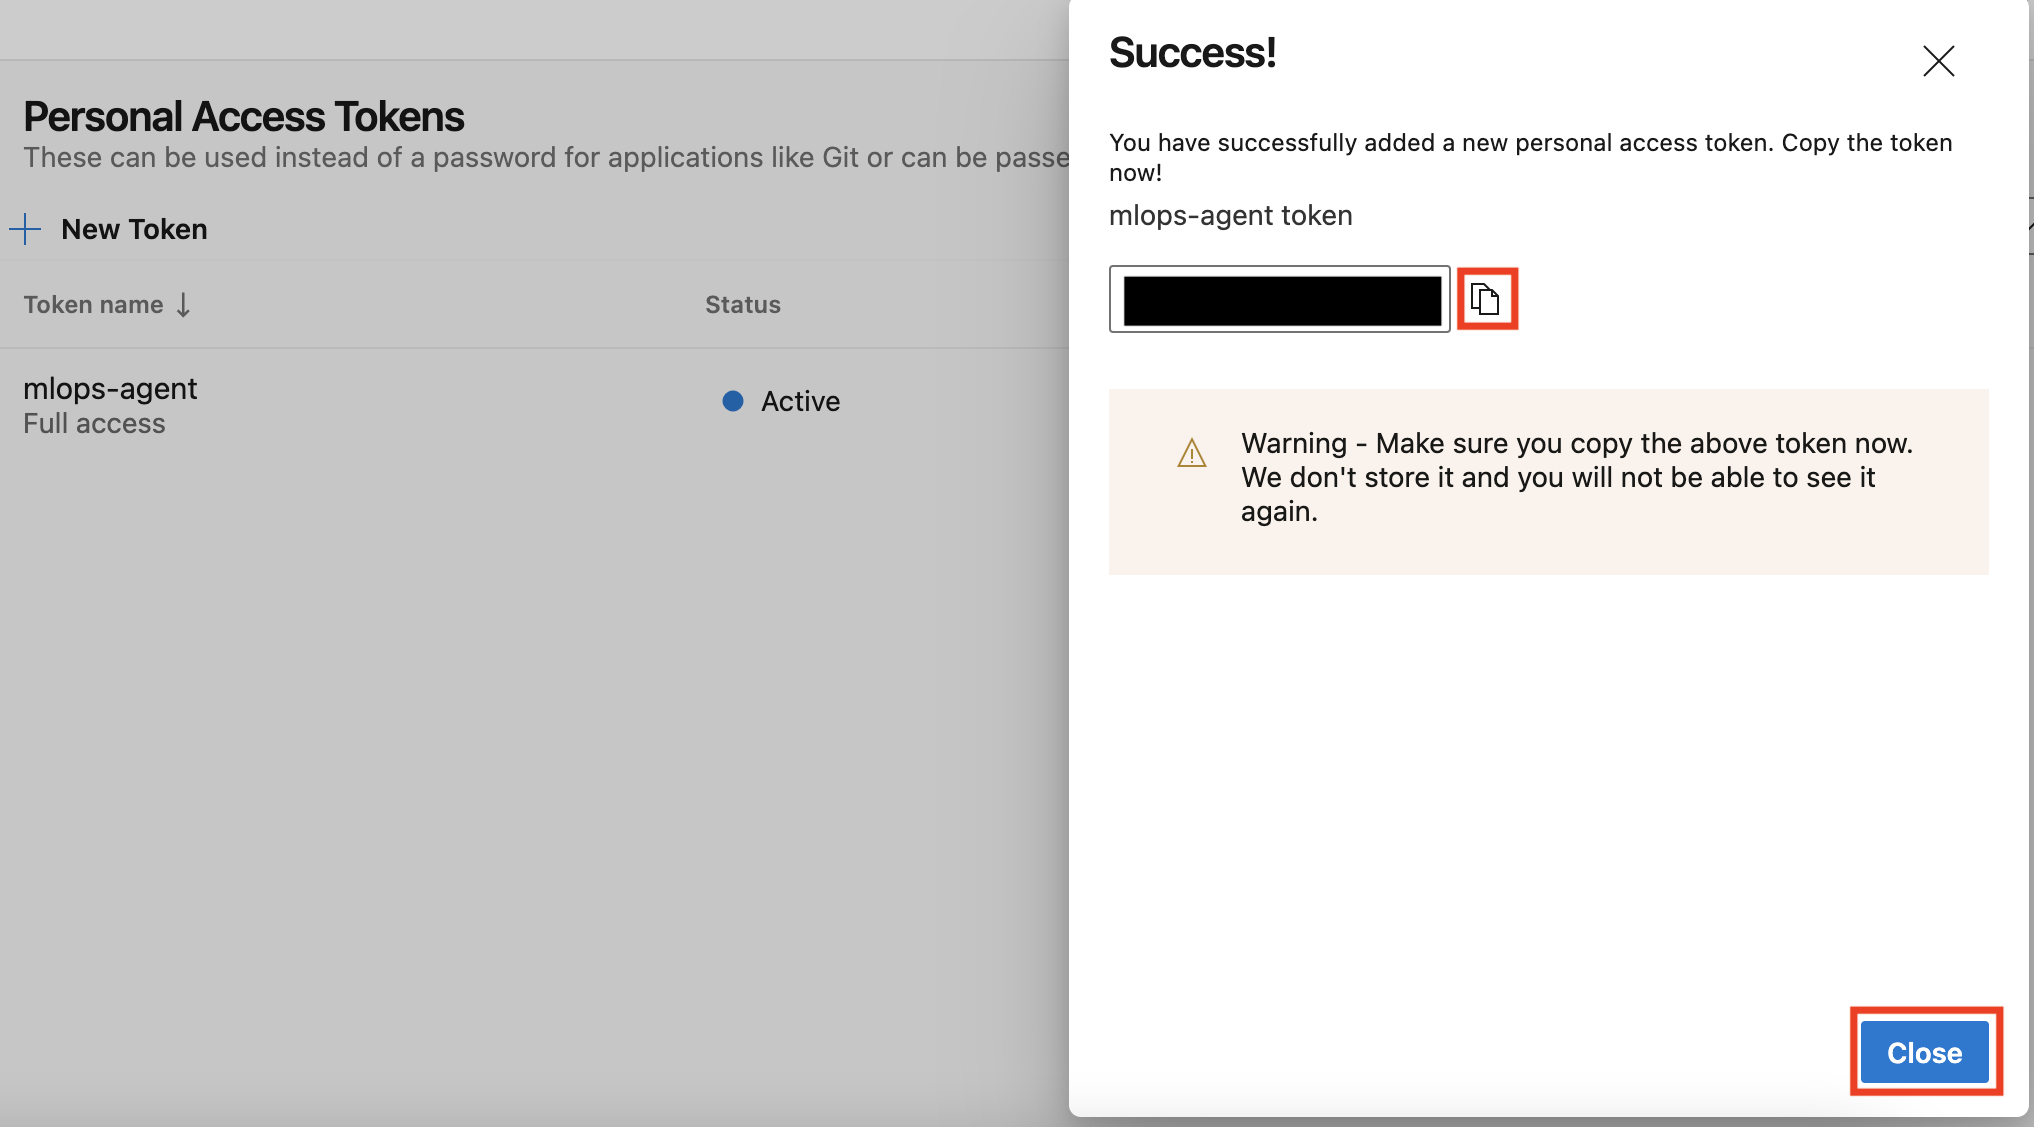 Personal Access Tokens
These can be used instead of a password for applications like Git or can be passe
New Token
Token name ↓
Status
mlops-agent
Full access
Active
Success!
You have successfully added a new personal access token. Copy the token
now!
mlops-agent token
Warning - Make sure you copy the above token now.
We don't store it and you will not be able to see it
again.
Close